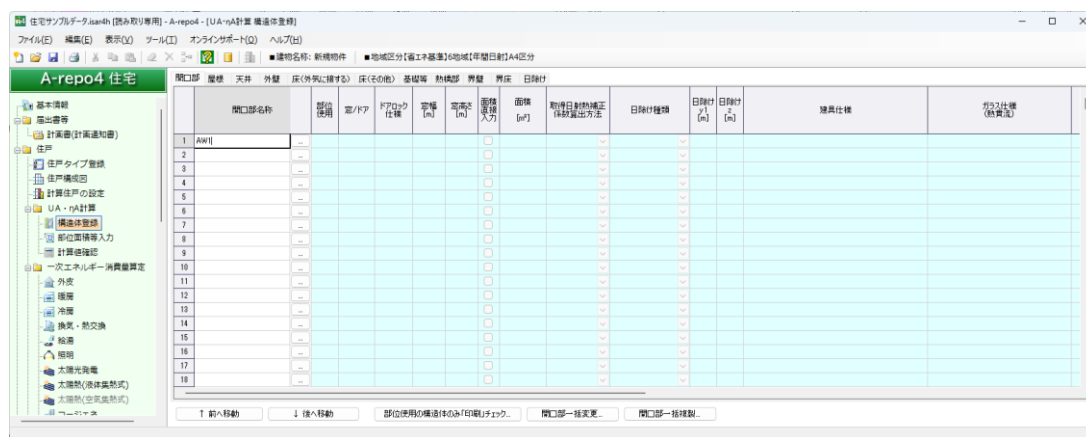 住宅サンプルデータ.isar4h [読み取り専用] - A-repo4 - [UA・ηA計算 構造体登録]
ファイル(F) 編集(E) 表示(V) ツール(T) オンラインサポート(O) ヘルプ(H)
■建物名称: 新規物件 ■地域区分【省エネ基準】6地域【年間日射】A4区分
A-repo4 住宅
基本情報
届出書等
計画書(計画通知書)
住戸
住戸タイプ登録
住戸構成図
計算住戸の設定
UA・ηA計算
構造体登録
部位面積等入力
計算値確認
一次エネルギー消費量算定
外皮
暖房
冷房
換気・熱交換
給湯
照明
太陽光発電
太陽熱(液体集熱式)
太陽熱(空気集熱式)
コージェネ
開口部 屋根 天井 外壁 床(外気に接する) 床(その他) 基礎等 熱橋部 界壁 界床 日除け
開口部名称 部位使用 窓/ドア ドアロック仕様 窓幅[m] 窓高さ[m] 面積直接入力 面積[㎡] 取得日射熱補正係数算出方法 日除け種類 日除けy1[m] 日除けz[m] 建具仕様 ガラス仕様(熱貫流)
1 AW1
2
3
4
5
6
7
8
9
10
11
12
13
14
15
16
17
18
↑ 前へ移動 ↓ 後へ移動 部位使用の構造体のみ「印刷」チェック... 開口部一括変更... 開口部一括複製...